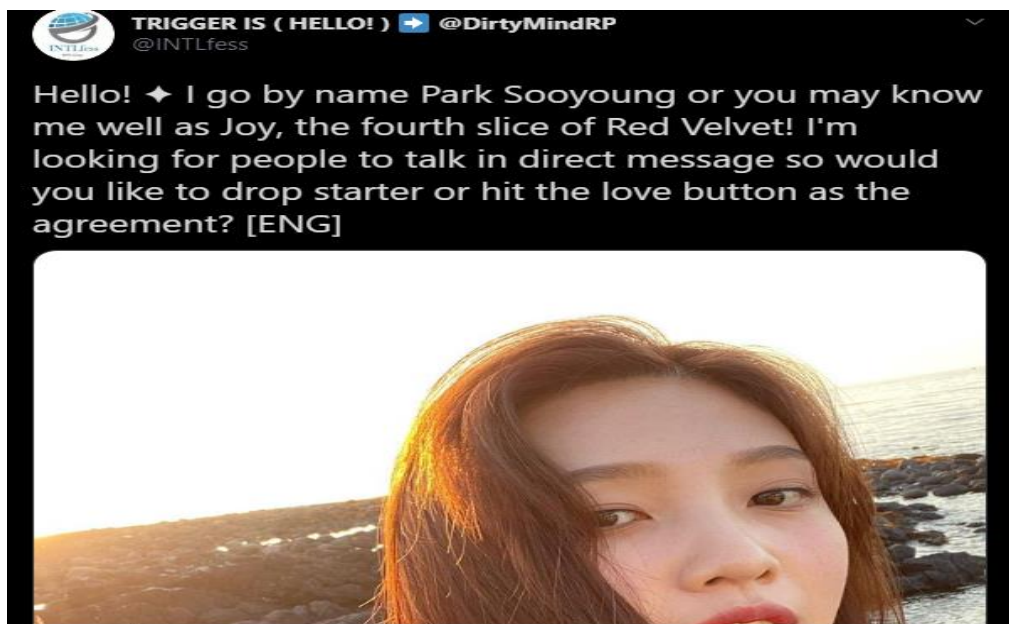 TRIGGER IS ( HELLO! ) ➡ @DirtyMindRP
@INTLfess
INTLfess
Hello! ✦ I go by name Park Sooyoung or you may know
me well as Joy, the fourth slice of Red Velvet! I'm
looking for people to talk in direct message so would
you like to drop starter or hit the love button as the
agreement? [ENG]